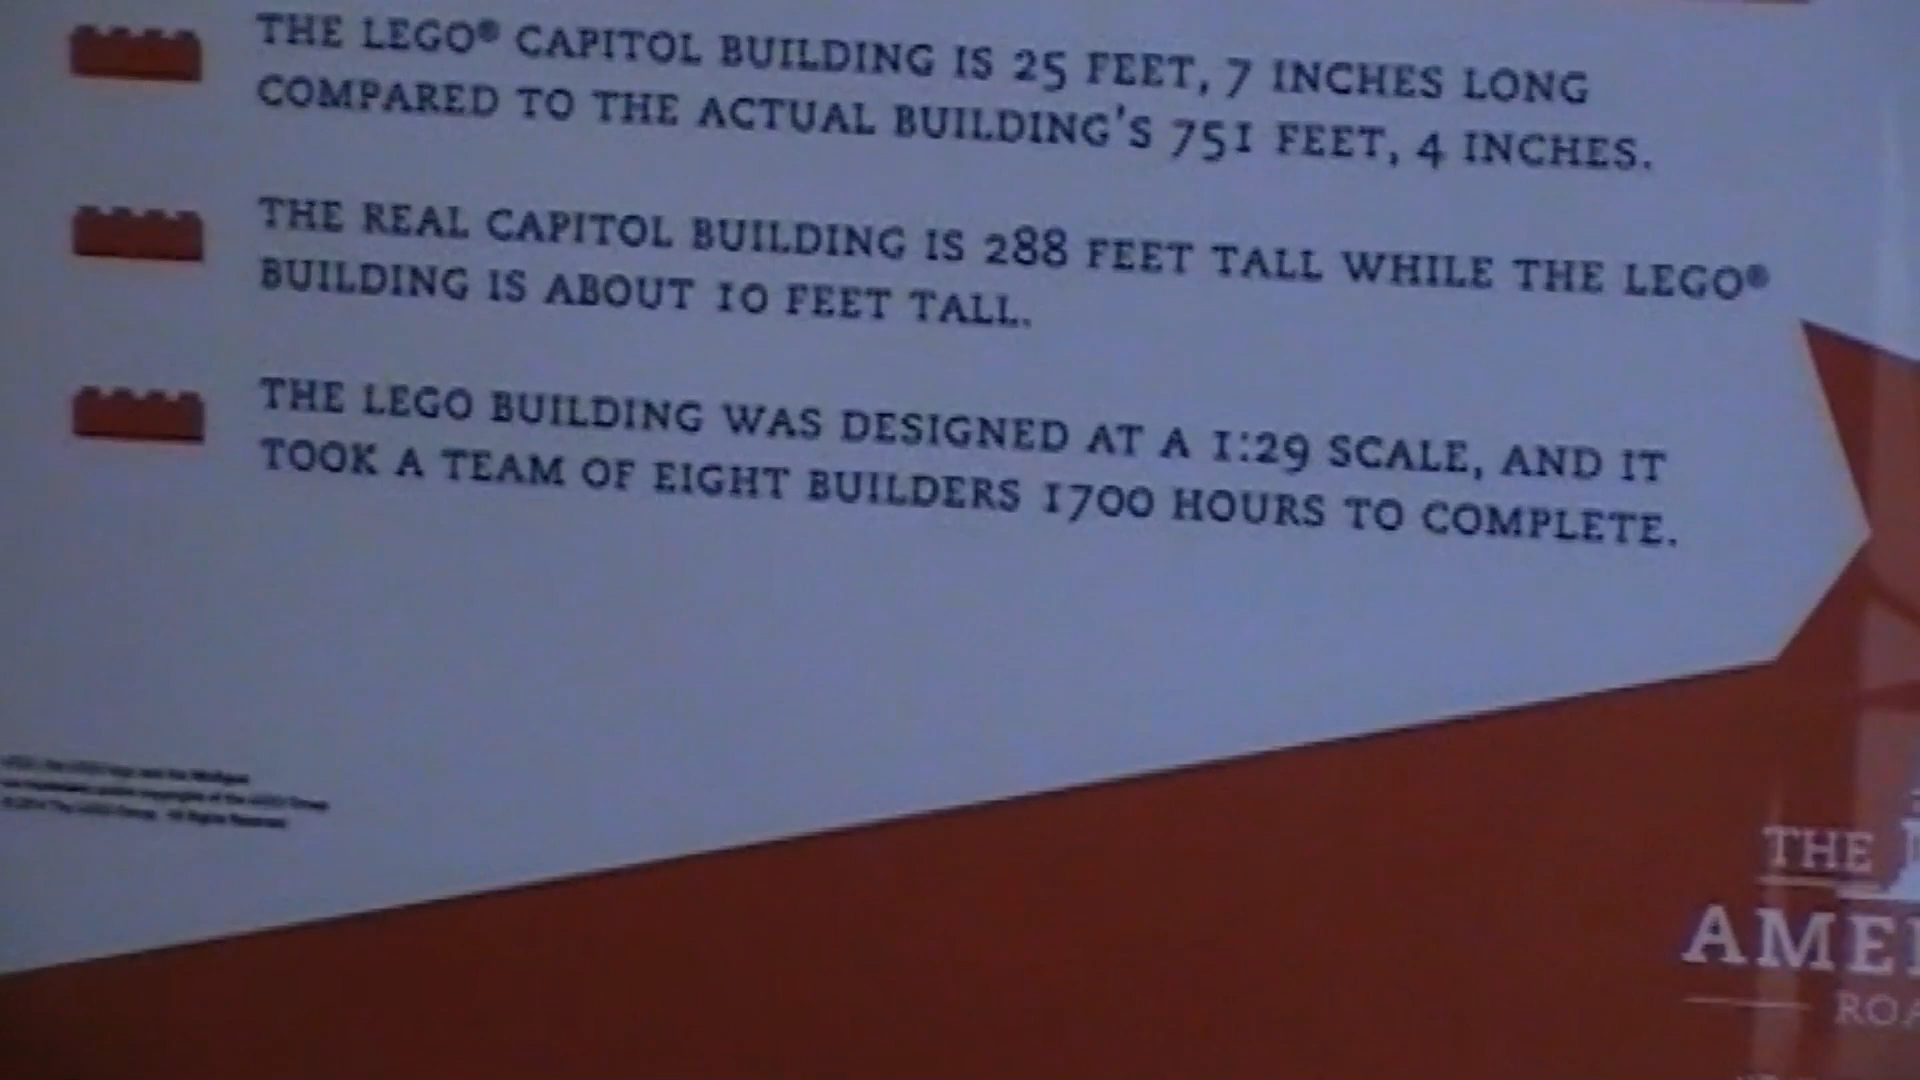 THE LEGO® CAPITOL BUILDING IS 25 FEET, 7 INCHES LONG
COMPARED TO THE ACTUAL BUILDING'S 751 FEET, 4 INCHES.
THE REAL CAPITOL BUILDING IS 288 FEET TALL WHILE THE LEGO®
BUILDING IS ABOUT 10 FEET TALL.
THE LEGO BUILDING WAS DESIGNED AT A 1:29 SCALE, AND IT
TOOK A TEAM OF EIGHT BUILDERS 1700 HOURS TO COMPLETE.
THE